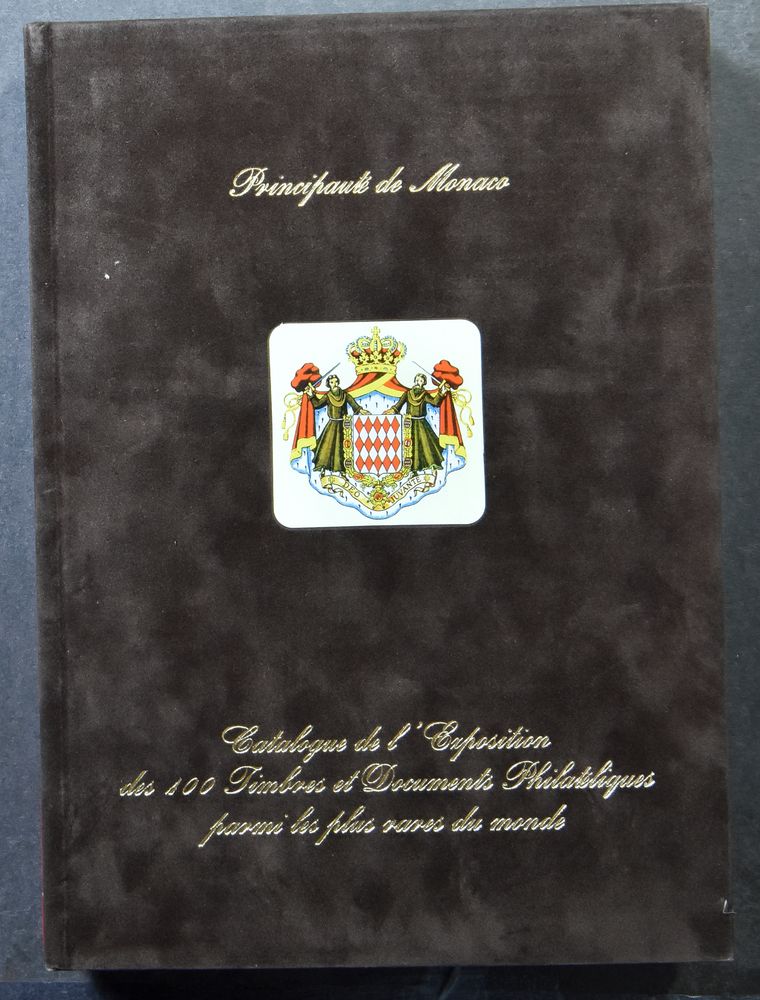 Principauté de Monaco
DEO JUVANTE
Catalogue de l'Exposition
des 100 Timbres et Documents Philatéliques
parmi les plus rares du monde